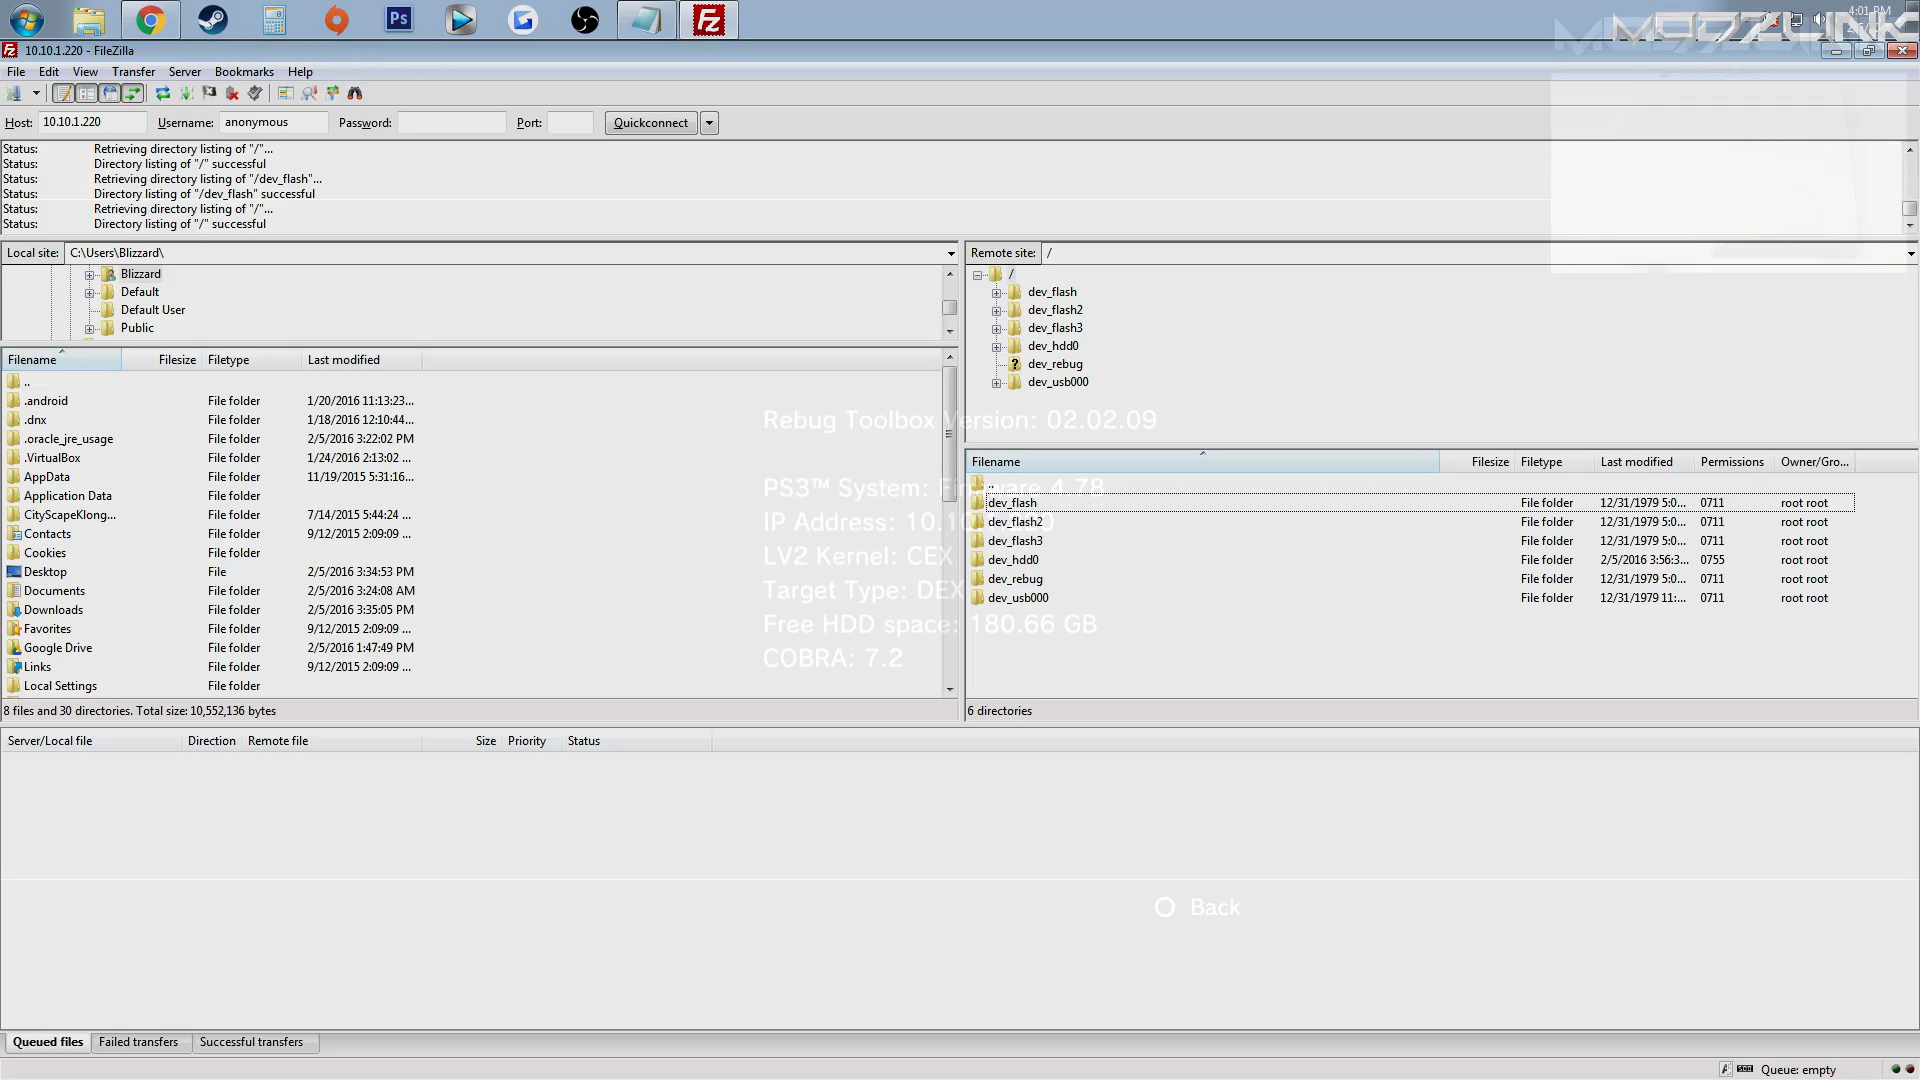 4:01 PM
MODZLINK
10.10.1.220 - FileZilla
File Edit View Transfer Server Bookmarks Help
Host: 10.10.1.220 Username: anonymous Password: Port: Quickconnect
Status: Retrieving directory listing of "/"...
Status: Directory listing of "/" successful
Status: Retrieving directory listing of "/dev_flash"...
Status: Directory listing of "/dev_flash" successful
Status: Retrieving directory listing of "/"...
Status: Directory listing of "/" successful
Local site: C:\Users\Blizzard\
Blizzard
Default
Default User
Public
Filename Filesize Filetype Last modified
..
.android File folder 1/20/2016 11:13:23...
.dnx File folder 1/18/2016 12:10:44...
.oracle_jre_usage File folder 2/5/2016 3:22:02 PM
.VirtualBox File folder 1/24/2016 2:13:02 ...
AppData File folder 11/19/2015 5:31:16...
Application Data File folder
CityScapeKlong... File folder 7/14/2015 5:44:24 ...
Contacts File folder 9/12/2015 2:09:09 ...
Cookies File folder
Desktop File 2/5/2016 3:34:53 PM
Documents File folder 2/5/2016 3:24:08 AM
Downloads File folder 2/5/2016 3:35:05 PM
Favorites File folder 9/12/2015 2:09:09 ...
Google Drive File folder 2/5/2016 1:47:49 PM
Links File folder 9/12/2015 2:09:09 ...
Local Settings File folder
8 files and 30 directories. Total size: 10,552,136 bytes
Remote site: /
/
dev_flash
dev_flash2
dev_flash3
dev_hdd0
dev_rebug
dev_usb000
Filename Filesize Filetype Last modified Permissions Owner/Gro...
..
dev_flash File folder 12/31/1979 5:0... 0711 root root
dev_flash2 File folder 12/31/1979 5:0... 0711 root root
dev_flash3 File folder 12/31/1979 5:0... 0711 root root
dev_hdd0 File folder 2/5/2016 3:56:3... 0755 root root
dev_rebug File folder 12/31/1979 5:0... 0711 root root
dev_usb000 File folder 12/31/1979 11:... 0711 root root
6 directories
Rebug Toolbox Version: 02.02.09
PS3™ System: Firmware 4.78
IP Address:
LV2 Kernel: CEX
Target Type: DEX
Free HDD space: 180.66 GB
COBRA: 7.2
Server/Local file Direction Remote file Size Priority Status
Back
Queued files Failed transfers Successful transfers
Queue: empty